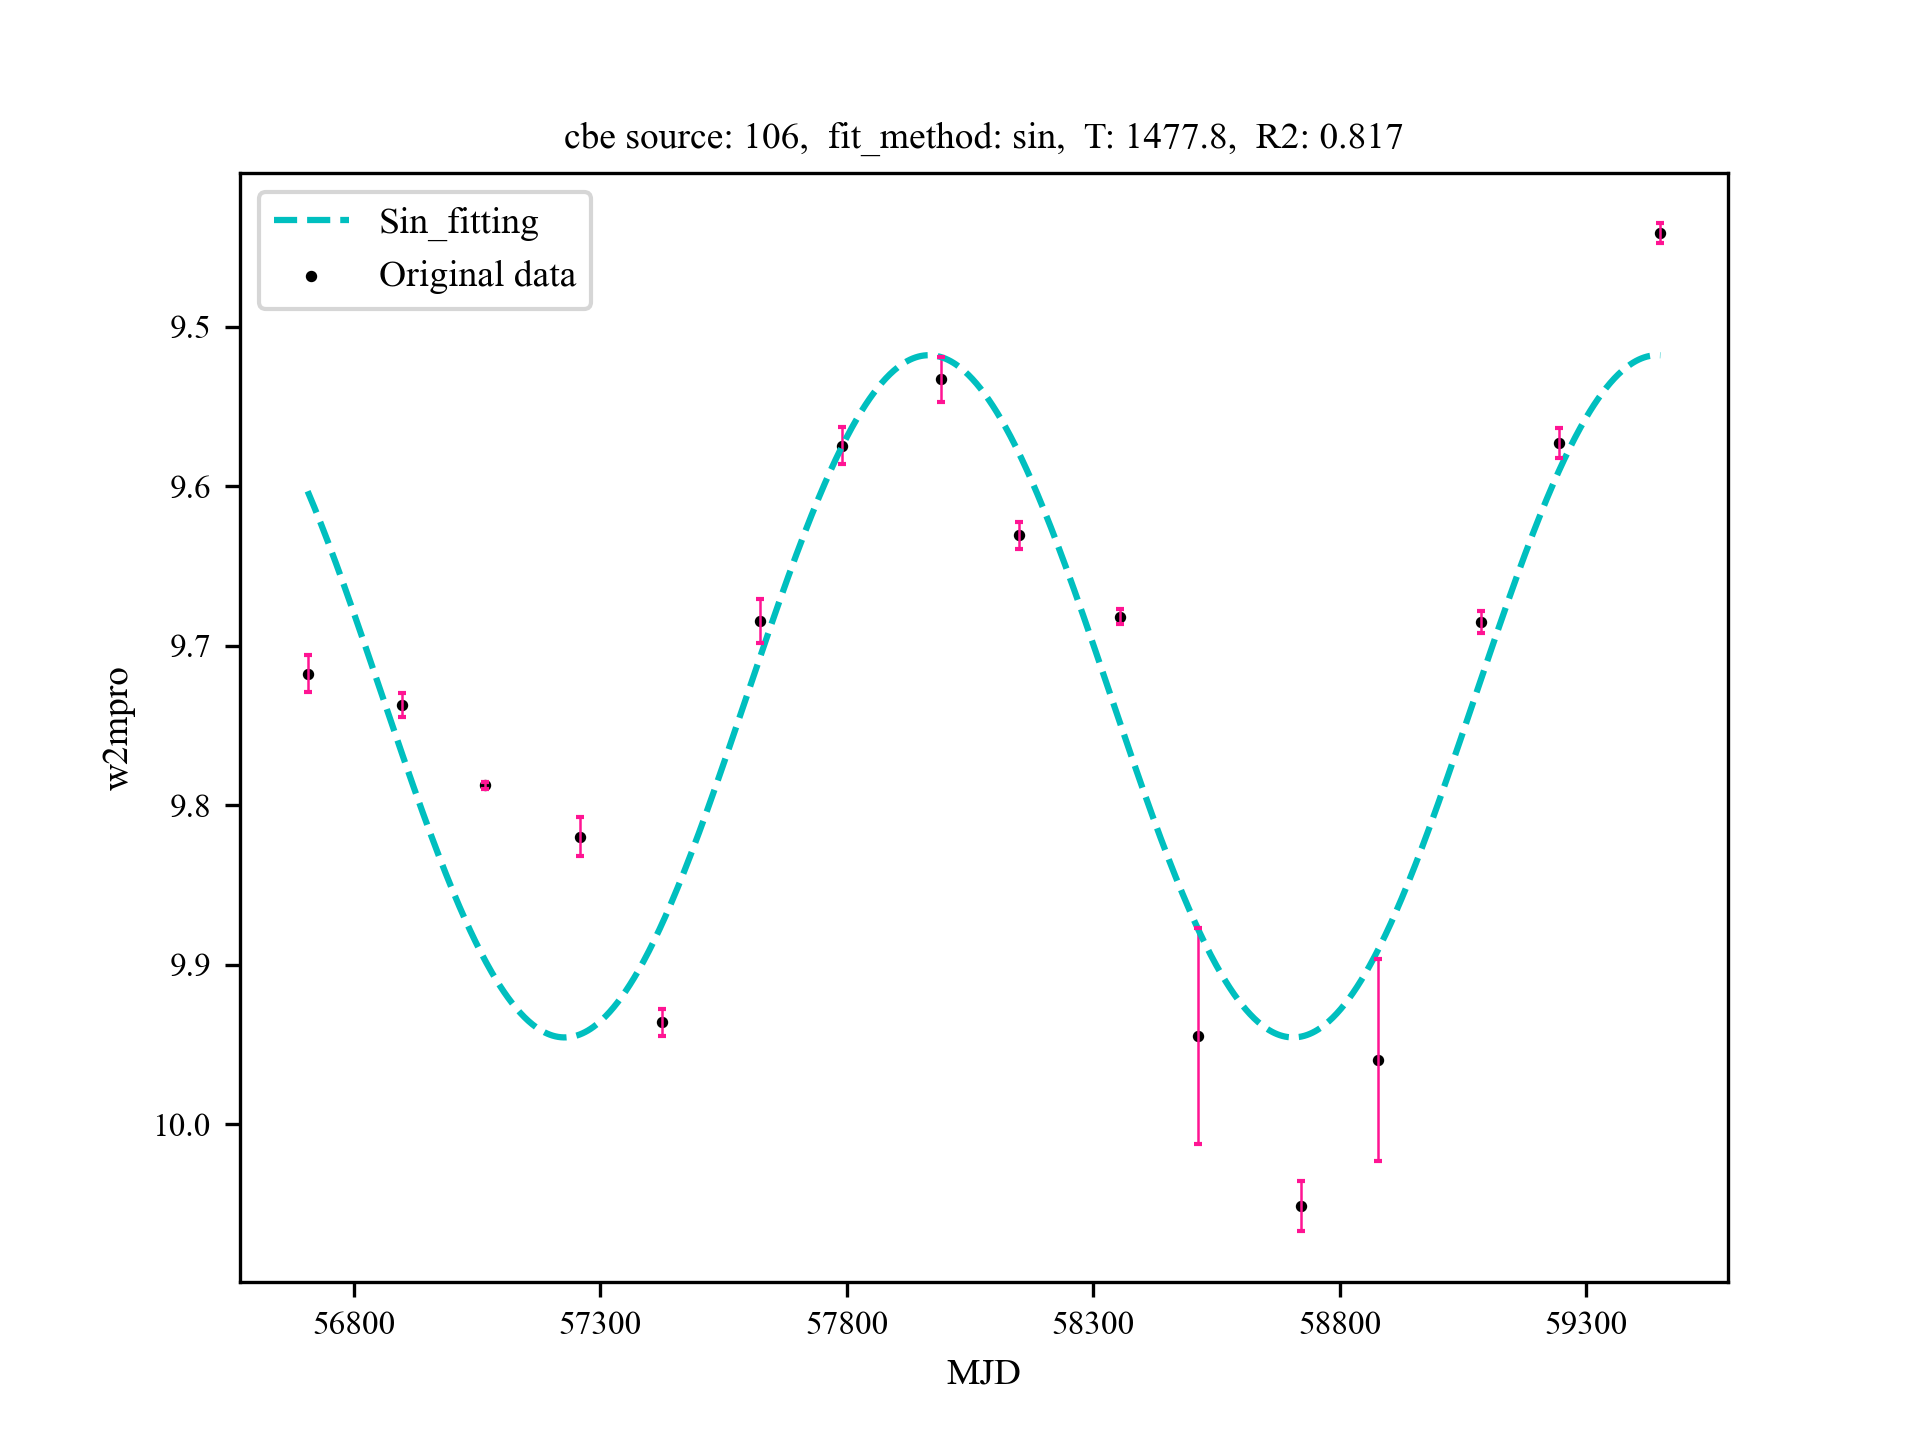 cbe source: 106,  fit_method: sin,  T: 1477.8,  R2: 0.817
Sin_fitting
Original data
9.5
9.6
9.7
9.8
9.9
10.0
w2mpro
56800 57300 57800 58300 58800 59300
MJD